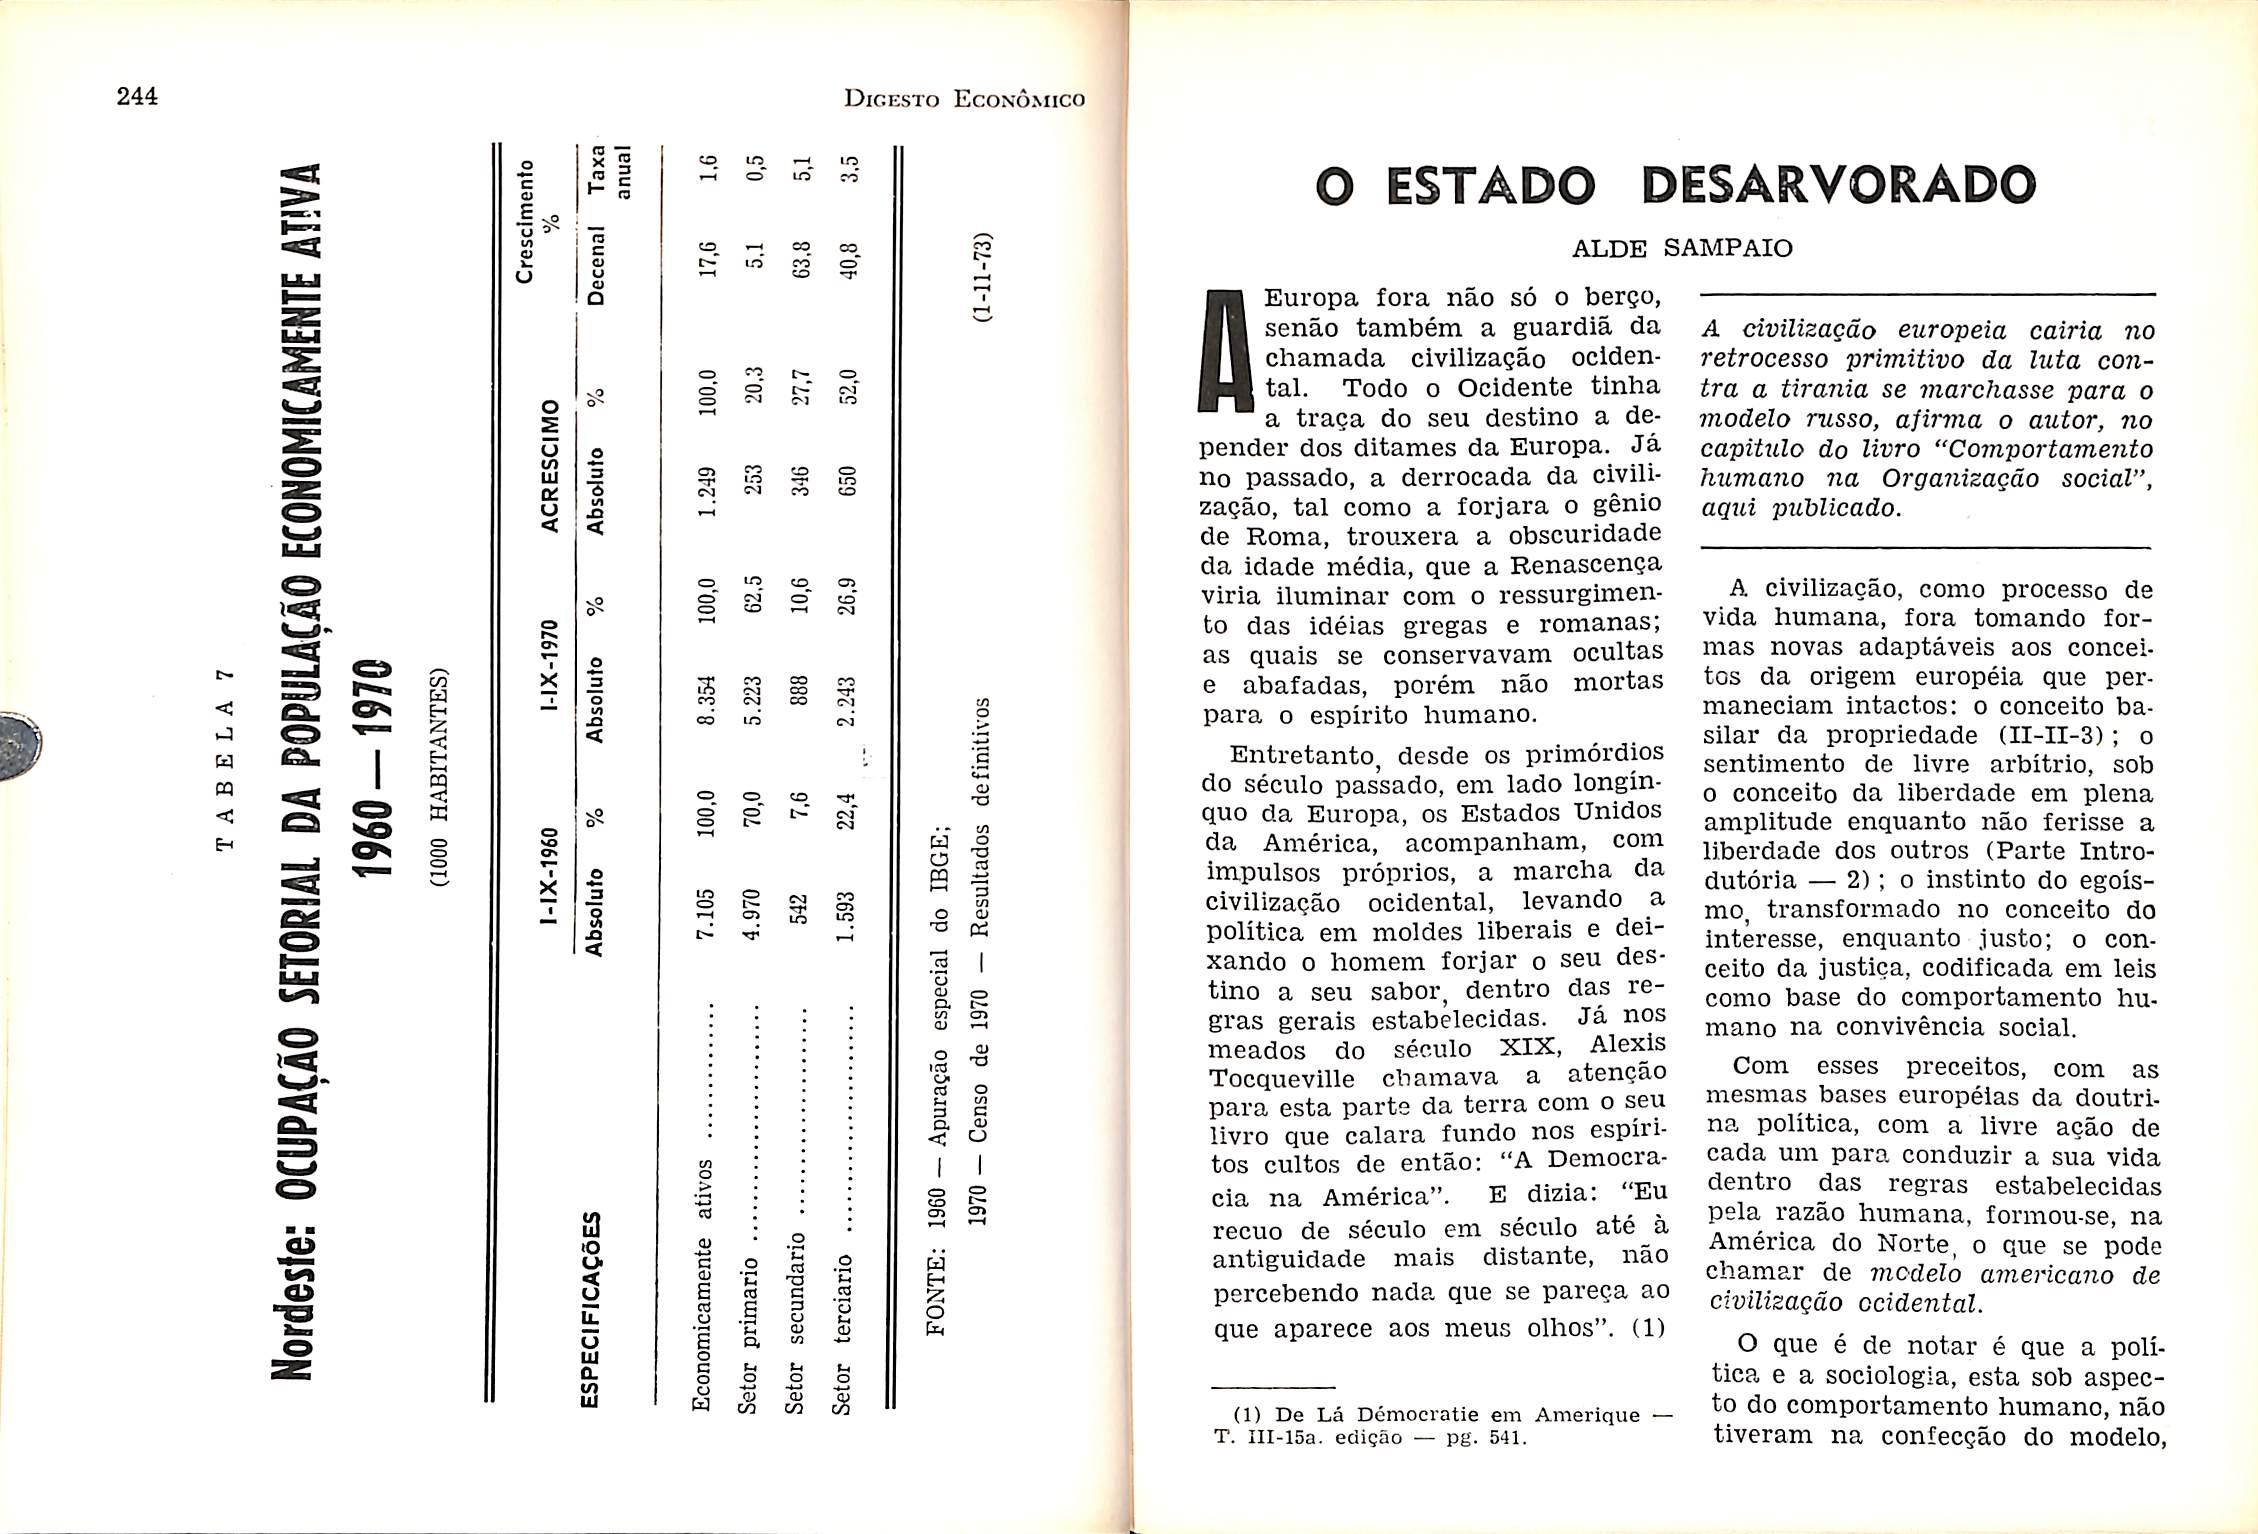 244
DIGESTO ECONÔMICO
TABELA 7
Nordeste: OCUPAÇÃO SETORIAL DA POPULAÇÃO ECONOMICAMENTE ATIVA
1960 — 1970
(1000 HABITANTES)
I-IX-1960 I-IX-1970 ACRESCIMO Crescimento %
ESPECIFICAÇÕES Absoluto % Absoluto % Absoluto % Decenal Taxa anual
Economicamente ativos .............. 7.105 100,0 8.354 100,0 1.249 100,0 17,6 1,6
Setor primario ........................ 4.970 70,0 5.223 62,5 253 20,3 5,1 0,5
Setor secundario ..................... 542 7,6 888 10,6 346 27,7 63,8 5,1
Setor terciario ........................ 1.593 22,4 2.243 26,9 650 52,0 40,8 3,5
FONTE: 1960 — Apuração especial do IBGE;
1970 — Censo de 1970 — Resultados definitivos (1-11-73)
O ESTADO DESARVORADO
ALDE SAMPAIO
A Europa fora não só o berço,
senão também a guardiã da
chamada civilização ociden-
tal. Todo o Ocidente tinha
a traça do seu destino a de-
pender dos ditames da Europa. Já
no passado, a derrocada da civili-
zação, tal como a forjara o gênio
de Roma, trouxera a obscuridade
da idade média, que a Renascença
viria iluminar com o ressurgimen-
to das idéias gregas e romanas;
as quais se conservavam ocultas
e abafadas, porém não mortas
para o espírito humano.
Entretanto, desde os primórdios
do século passado, em lado longín-
quo da Europa, os Estados Unidos
da América, acompanham, com
impulsos próprios, a marcha da
civilização ocidental, levando a
política em moldes liberais e dei-
xando o homem forjar o seu des-
tino a seu sabor, dentro das re-
gras gerais estabelecidas. Já nos
meados do século XIX, Alexis
Tocqueville chamava a atenção
para esta parte da terra com o seu
livro que calara fundo nos espíri-
tos cultos de então: “A Democra-
cia na América”. E dizia: “Eu
recuo de século em século até à
antiguidade mais distante, não
percebendo nada que se pareça ao
que aparece aos meus olhos”. (1)
(1) De Lá Démocratie em Amerique —
T. III-15a. edição — pg. 541.
A civilização europeia cairia no
retrocesso primitivo da luta con-
tra a tirania se marchasse para o
modelo russo, afirma o autor, no
capitulo do livro “Comportamento
humano na Organização social”,
aqui publicado.
A civilização, como processo de
vida humana, fora tomando for-
mas novas adaptáveis aos concei-
tos da origem européia que per-
maneciam intactos: o conceito ba-
silar da propriedade (II-II-3); o
sentimento de livre arbítrio, sob
o conceito da liberdade em plena
amplitude enquanto não ferisse a
liberdade dos outros (Parte Intro-
dutória — 2); o instinto do egoís-
mo, transformado no conceito do
interesse, enquanto justo; o con-
ceito da justiça, codificada em leis
como base do comportamento hu-
mano na convivência social.
Com esses preceitos, com as
mesmas bases européias da doutri-
na política, com a livre ação de
cada um para conduzir a sua vida
dentro das regras estabelecidas
pela razão humana, formou-se, na
América do Norte, o que se pode
chamar de modelo americano de
civilização ocidental.
O que é de notar é que a polí-
tica e a sociologia, esta sob aspec-
to do comportamento humano, não
tiveram na confecção do modelo,